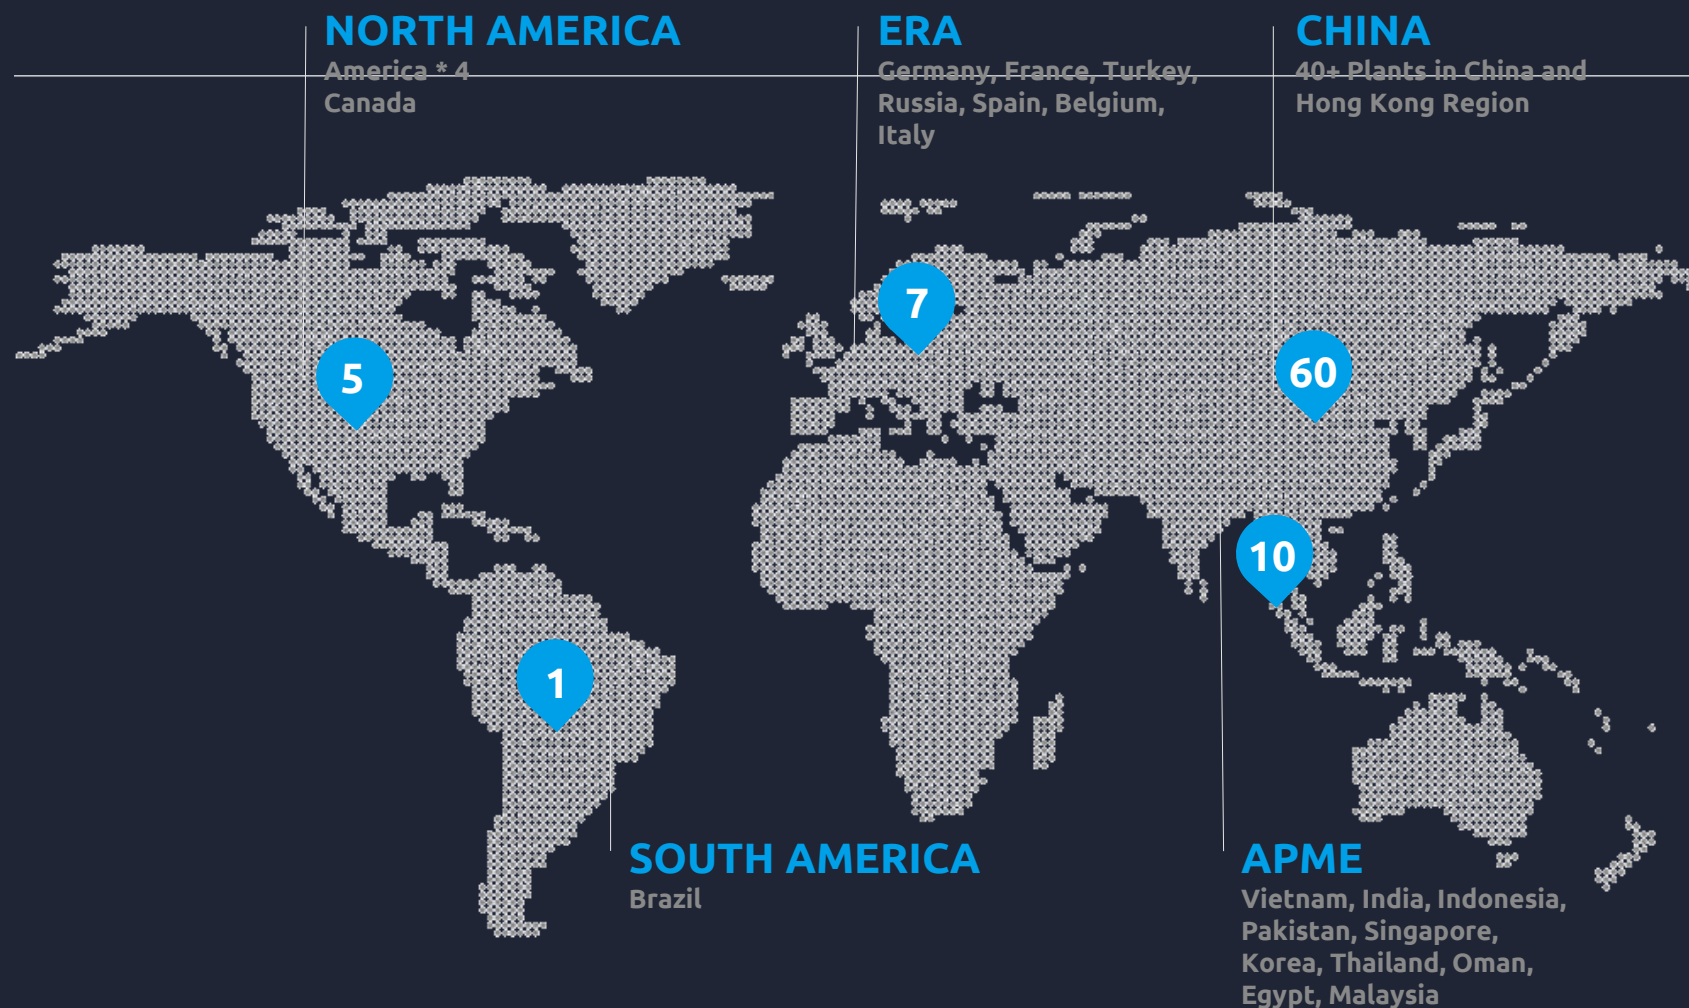 NORTH AMERICA
America * 4
Canada
ERA
Germany, France, Turkey,
Russia, Spain, Belgium,
Italy
CHINA
40+ Plants in China and
Hong Kong Region
7
5
60
10
1
SOUTH AMERICA
Brazil
APME
Vietnam, India, Indonesia,
Pakistan, Singapore,
Korea, Thailand, Oman,
Egypt, Malaysia